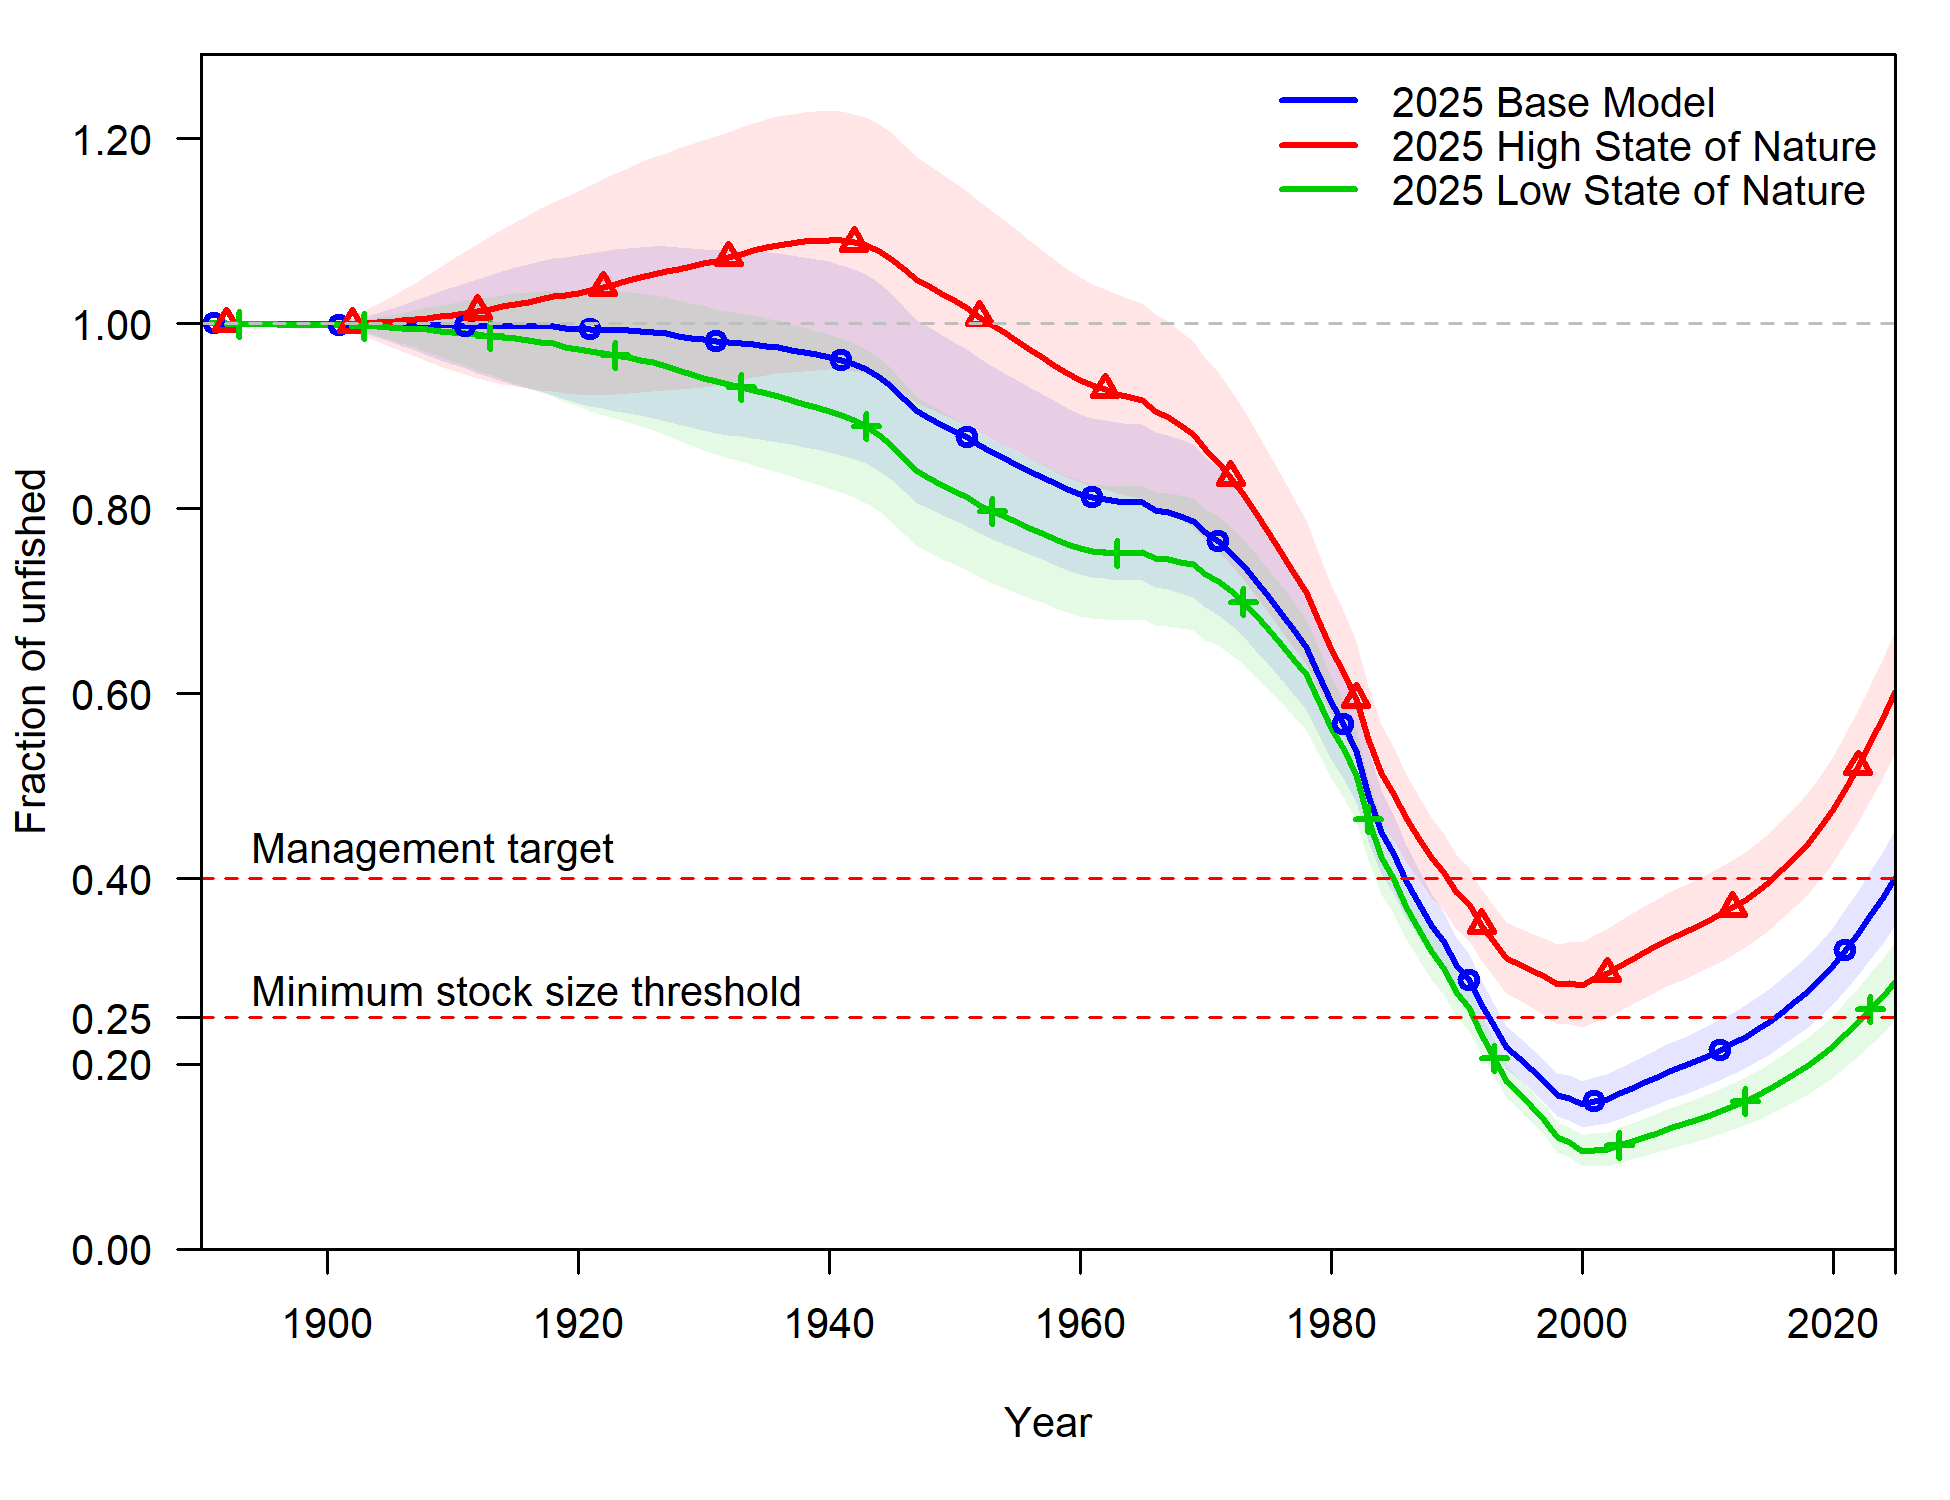 2025 Base Model
2025 High State of Nature
2025 Low State of Nature
1.20
1.00
0.80
0.60
0.40
0.25
0.20
0.00
Fraction of unfished
Management target
Minimum stock size threshold
1900 1920 1940 1960 1980 2000 2020
Year